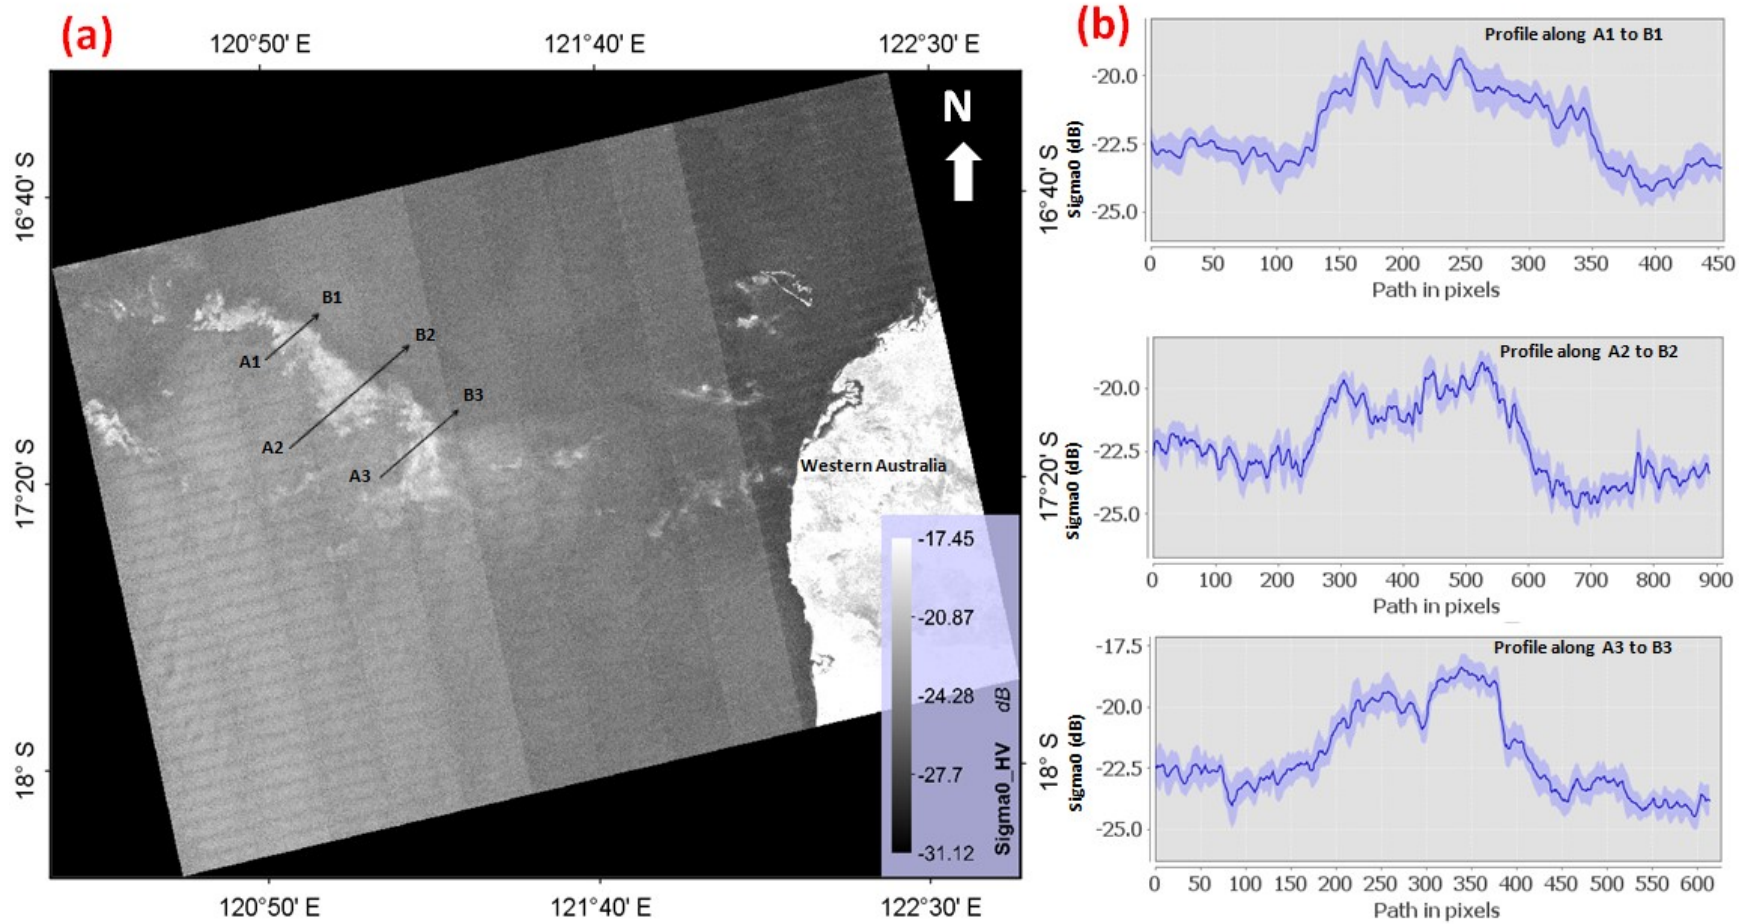 (a)
120°50' E
121°40' E
122°30' E
N
16°40' S
16°40' S
B1
B2
A1
B3
A2
A3
Western Australia
17°20' S
17°20' S
-17.45
-20.87
-24.28
-27.7
-31.12
Sigma0_HV dB
18° S
18° S
120°50' E
121°40' E
122°30' E
(b)
Profile along A1 to B1
Sigma0 (dB)
-20.0
-22.5
-25.0
0 50 100 150 200 250 300 350 400 450
Path in pixels
Profile along A2 to B2
Sigma0 (dB)
-20.0
-22.5
-25.0
0 100 200 300 400 500 600 700 800 900
Path in pixels
Profile along A3 to B3
Sigma0 (dB)
-17.5
-20.0
-22.5
-25.0
0 50 100 150 200 250 300 350 400 450 500 550 600
Path in pixels